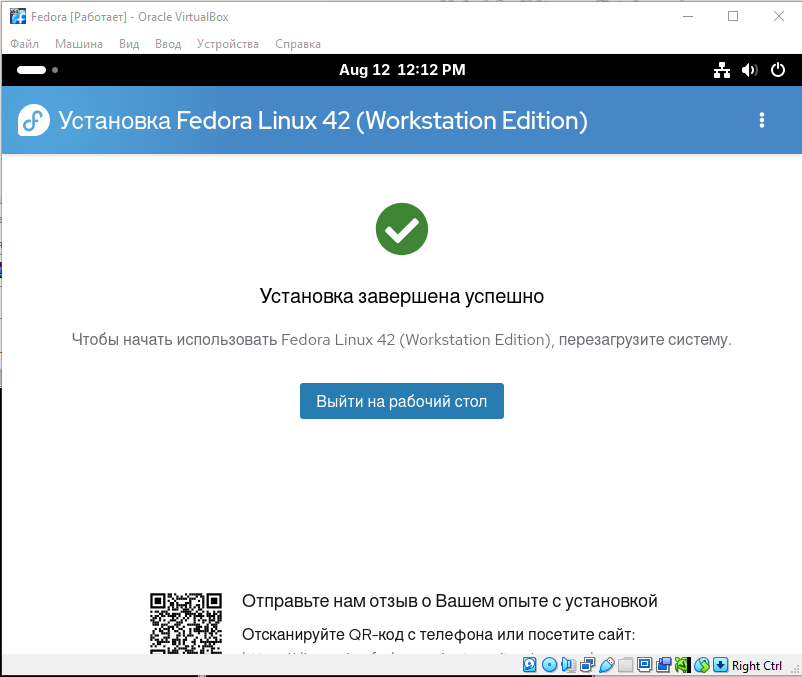 Fedora [Работает] - Oracle VirtualBox
Файл Машина Вид Ввод Устройства Справка
Aug 12 12:12 PM
Установка Fedora Linux 42 (Workstation Edition)
Установка завершена успешно
Чтобы начать использовать Fedora Linux 42 (Workstation Edition), перезагрузите систему.
Выйти на рабочий стол
Отправьте нам отзыв о Вашем опыте с установкой
Отсканируйте QR-код с телефона или посетите сайт:
Right Ctrl